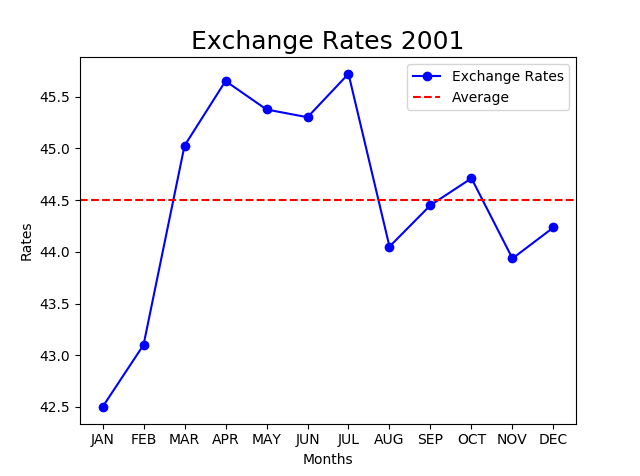 Exchange Rates 2001
Exchange Rates
Average
Rates
45.5
45.0
44.5
44.0
43.5
43.0
42.5
JAN FEB MAR APR MAY JUN JUL AUG SEP OCT NOV DEC
Months